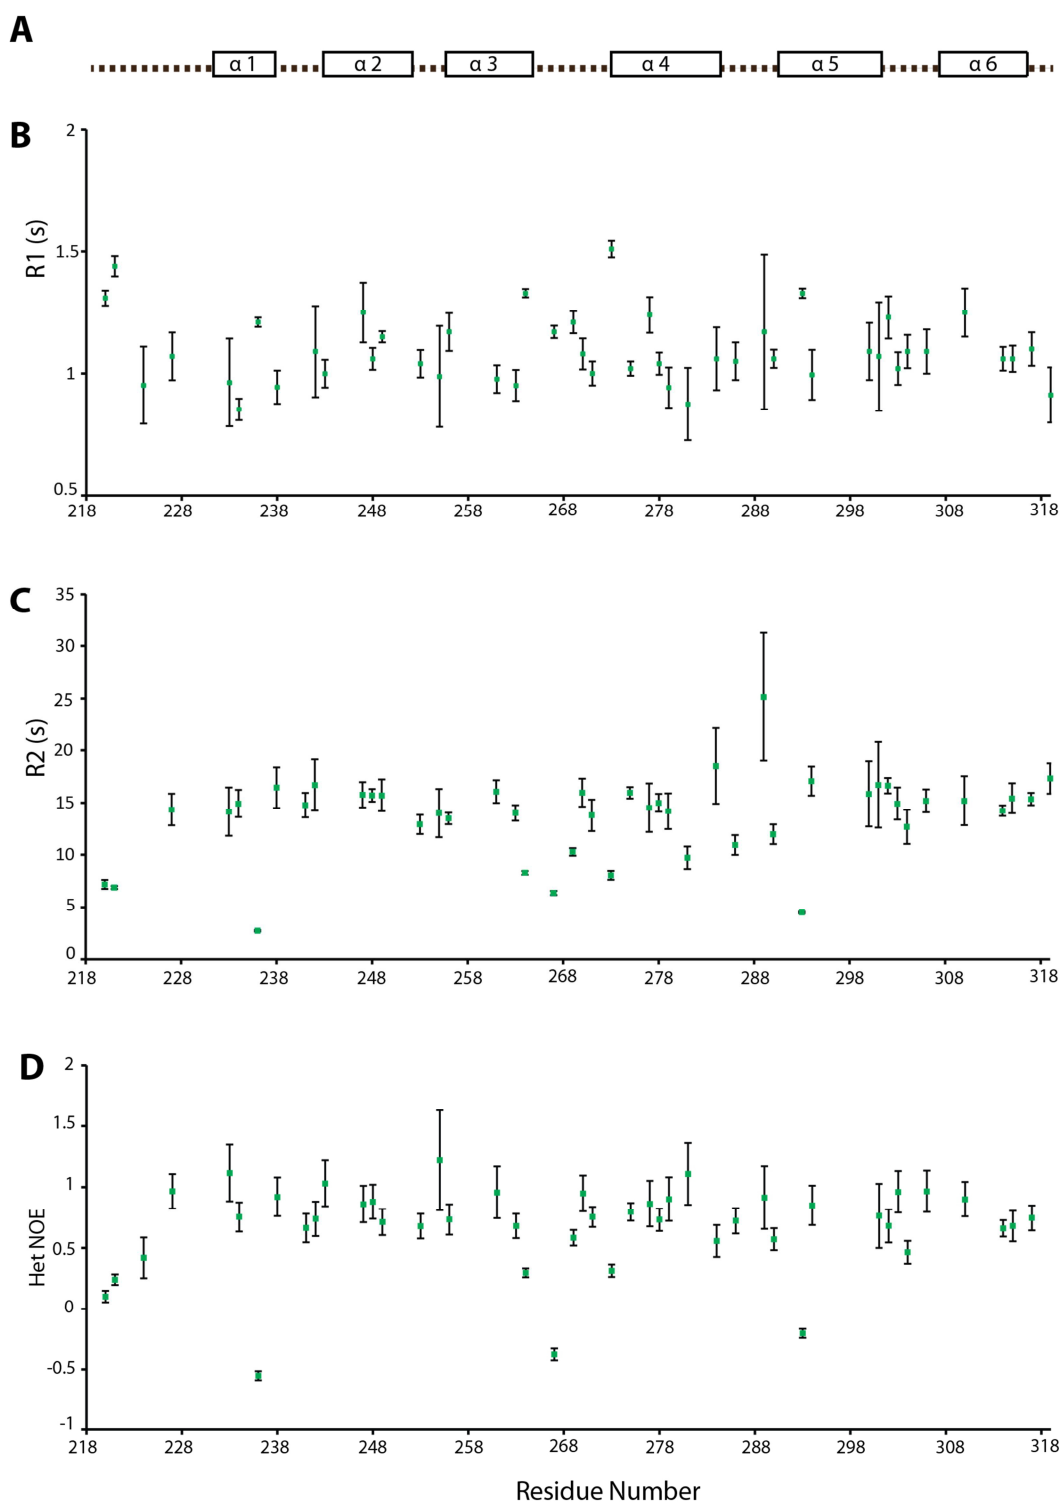 A
α 1 α 2 α 3 α 4 α 5 α 6
B
R1 (s)
2
1.5
1
0.5
218 228 238 248 258 268 278 288 298 308 318
C
R2 (s)
35
30
25
20
15
10
5
0
218 228 238 248 258 268 278 288 298 308 318
D
Het NOE
2
1.5
1
0.5
0
-0.5
-1
218 228 238 248 258 268 278 288 298 308 318
Residue Number